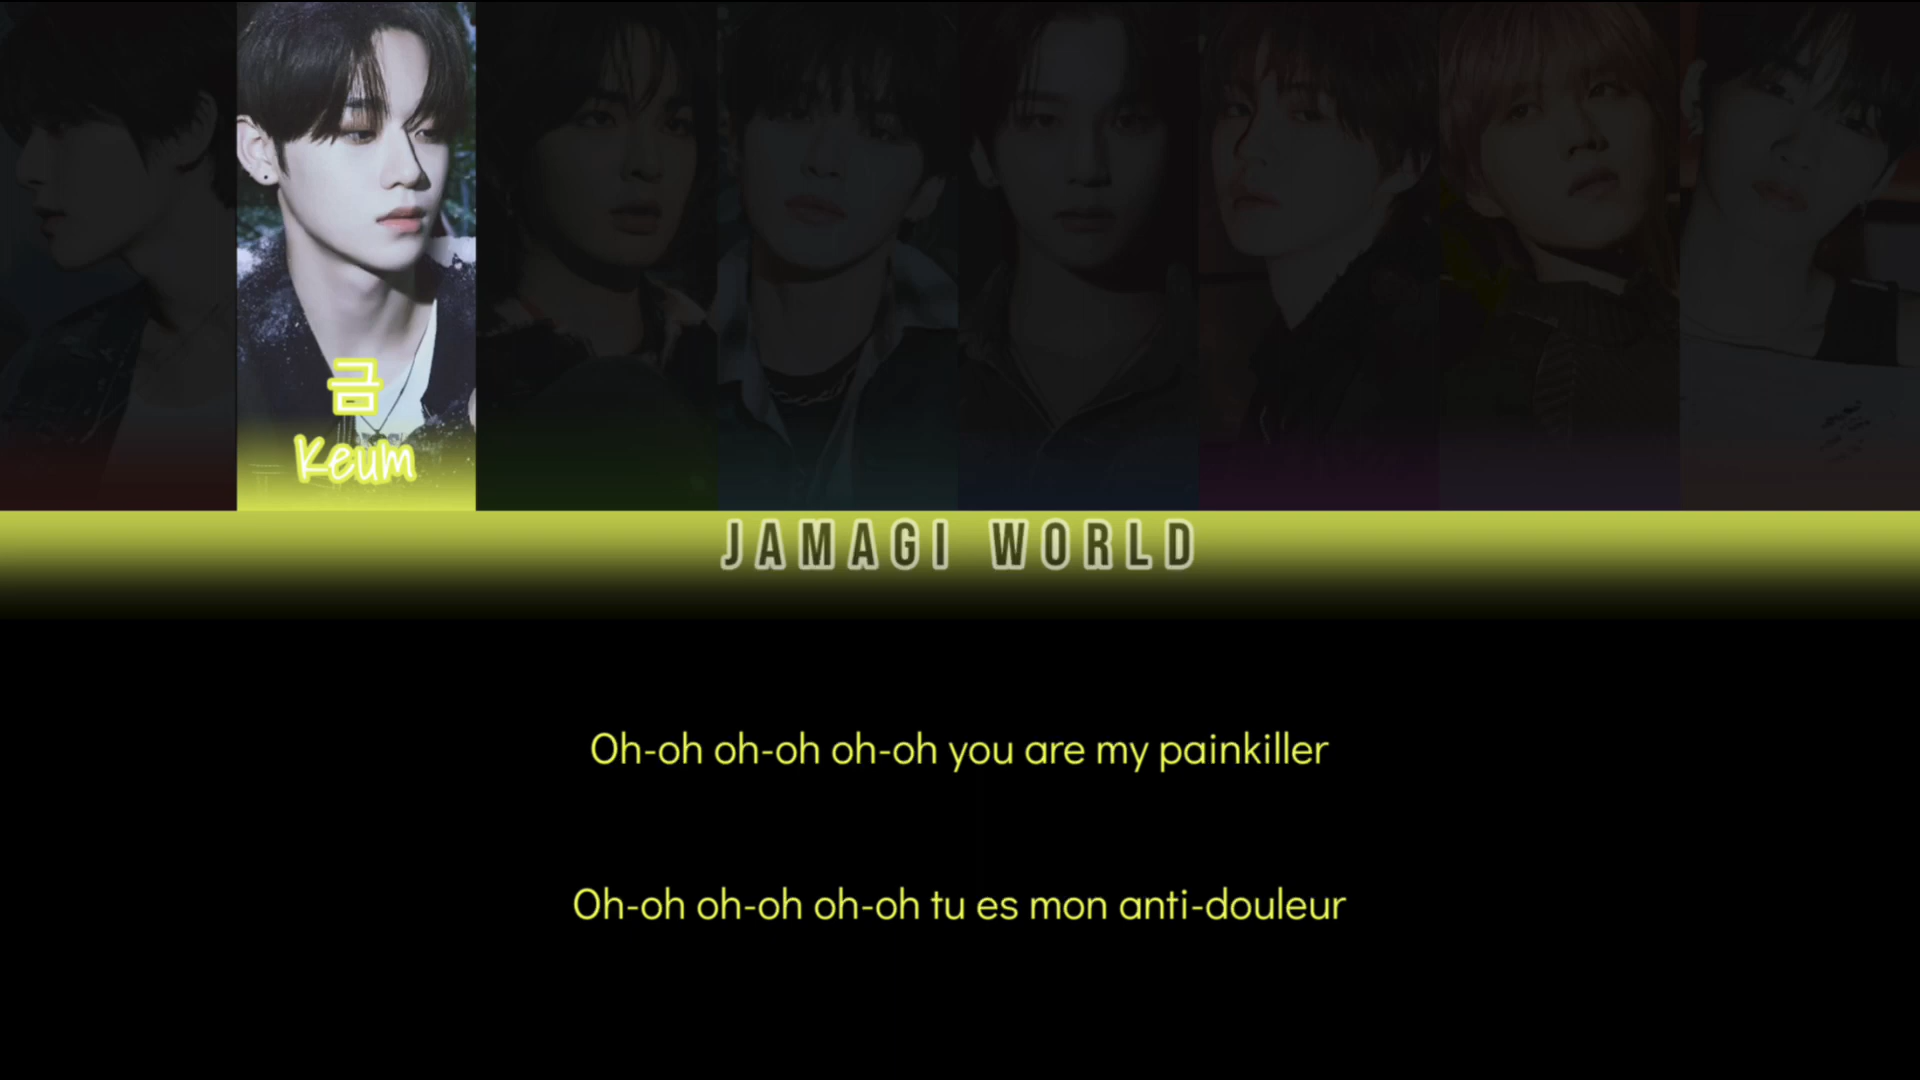 금
Keum
JAMAGI WORLD
Oh-oh oh-oh oh-oh you are my painkiller
Oh-oh oh-oh oh-oh tu es mon anti-douleur